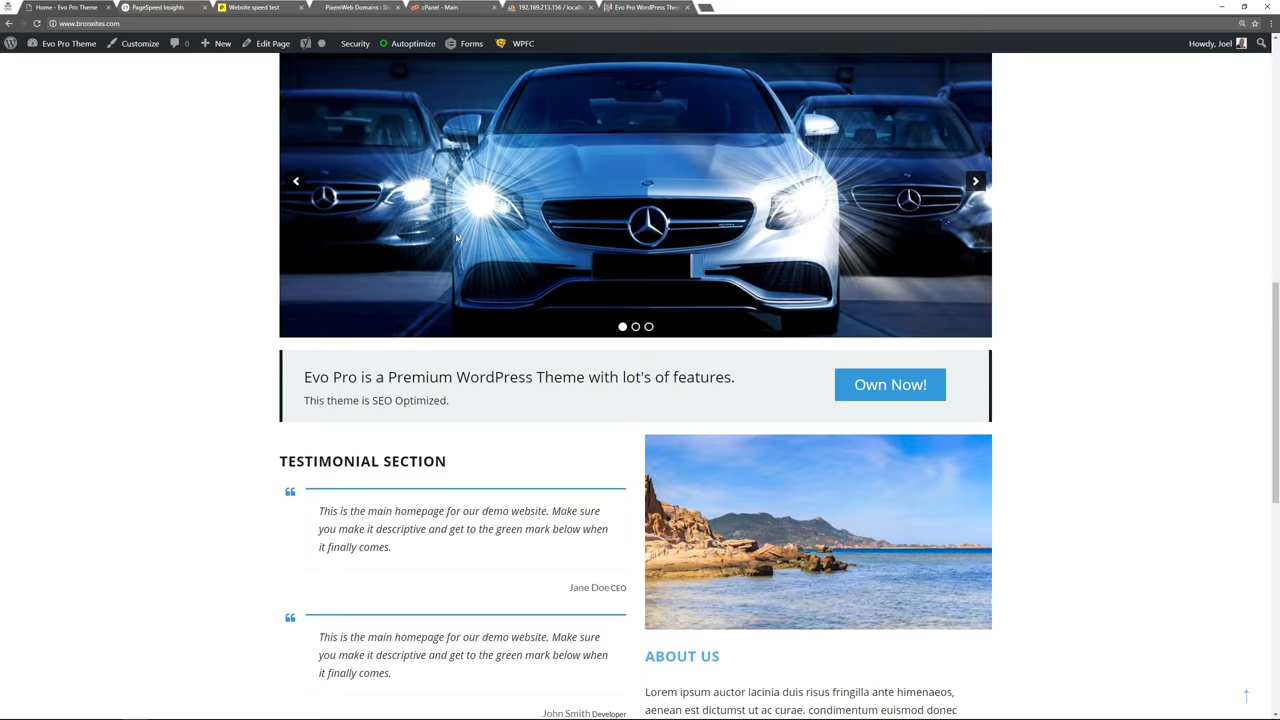 Home - Evo Pro Theme
PageSpeed Insights
Website speed test
PixemWeb Domains : Sh
cPanel - Main
192.169.213.156 / localh
Evo Pro WordPress Them
www.bronxites.com
Evo Pro Theme
Customize
0
New
Edit Page
Security
Autoptimize
Forms
WPFC
Howdy, Joel
Evo Pro is a Premium WordPress Theme with lot's of features.
This theme is SEO Optimized.
Own Now!
TESTIMONIAL SECTION
This is the main homepage for our demo website. Make sure
you make it descriptive and get to the green mark below when
it finally comes.
Jane Doe CEO
This is the main homepage for our demo website. Make sure
you make it descriptive and get to the green mark below when
it finally comes.
John Smith Developer
ABOUT US
Lorem ipsum auctor lacinia duis risus fringilla ante himenaeos,
aenean est dictumst ut ac curae. condimentum euismod donec